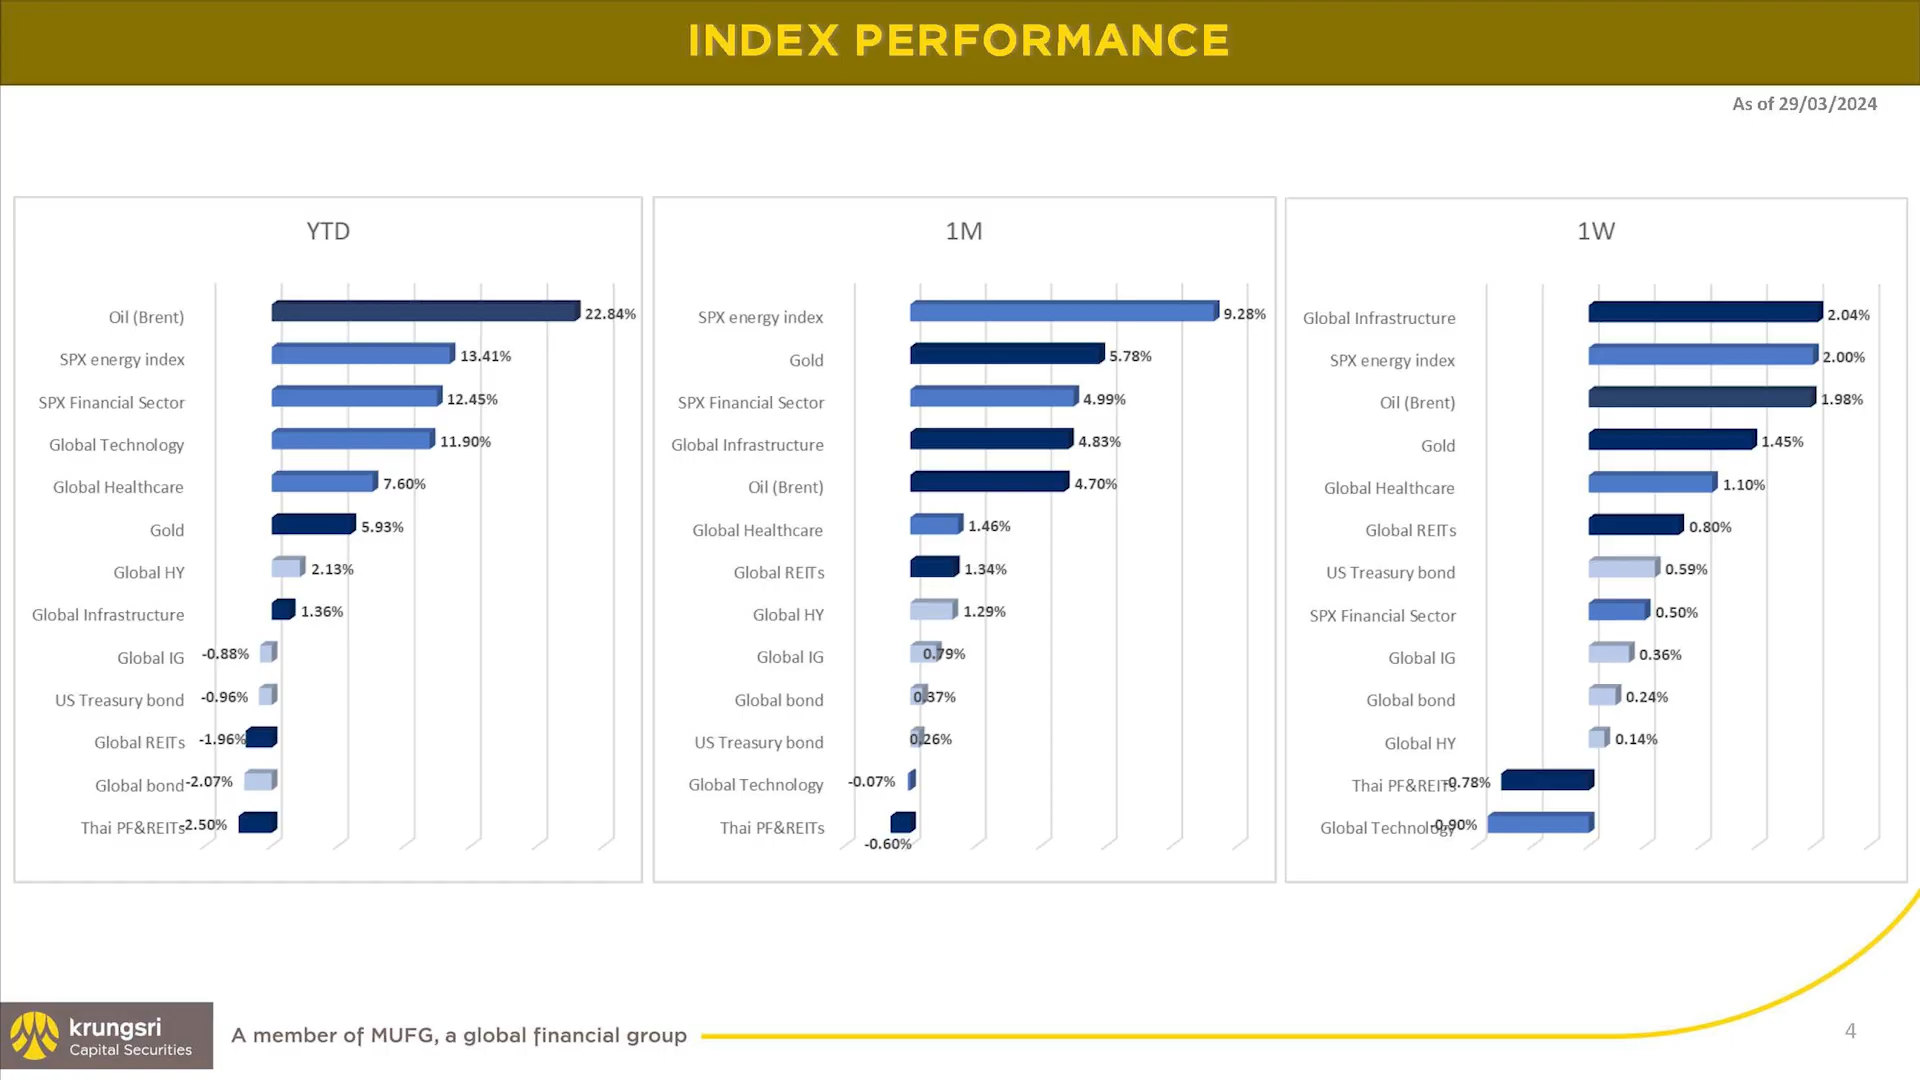 INDEX PERFORMANCE
As of 29/03/2024
YTD
Oil (Brent) 22.84%
SPX energy index 13.41%
SPX Financial Sector 12.45%
Global Technology 11.90%
Global Healthcare 7.60%
Gold 5.93%
Global HY 2.13%
Global Infrastructure 1.36%
Global IG -0.88%
US Treasury bond -0.96%
Global REITs -1.96%
Global bond -2.07%
Thai PF&REITs -2.50%
1M
SPX energy index 9.28%
Gold 5.78%
SPX Financial Sector 4.99%
Global Infrastructure 4.83%
Oil (Brent) 4.70%
Global Healthcare 1.46%
Global REITs 1.34%
Global HY 1.29%
Global IG 0.79%
Global bond 0.37%
US Treasury bond 0.26%
Global Technology -0.07%
Thai PF&REITs -0.60%
1W
Global Infrastructure 2.04%
SPX energy index 2.00%
Oil (Brent) 1.98%
Gold 1.45%
Global Healthcare 1.10%
Global REITs 0.80%
US Treasury bond 0.59%
SPX Financial Sector 0.50%
Global IG 0.36%
Global bond 0.24%
Global HY 0.14%
Thai PF&REITs -0.78%
Global Technology -0.90%
krungsri
Capital Securities
A member of MUFG, a global financial group
4